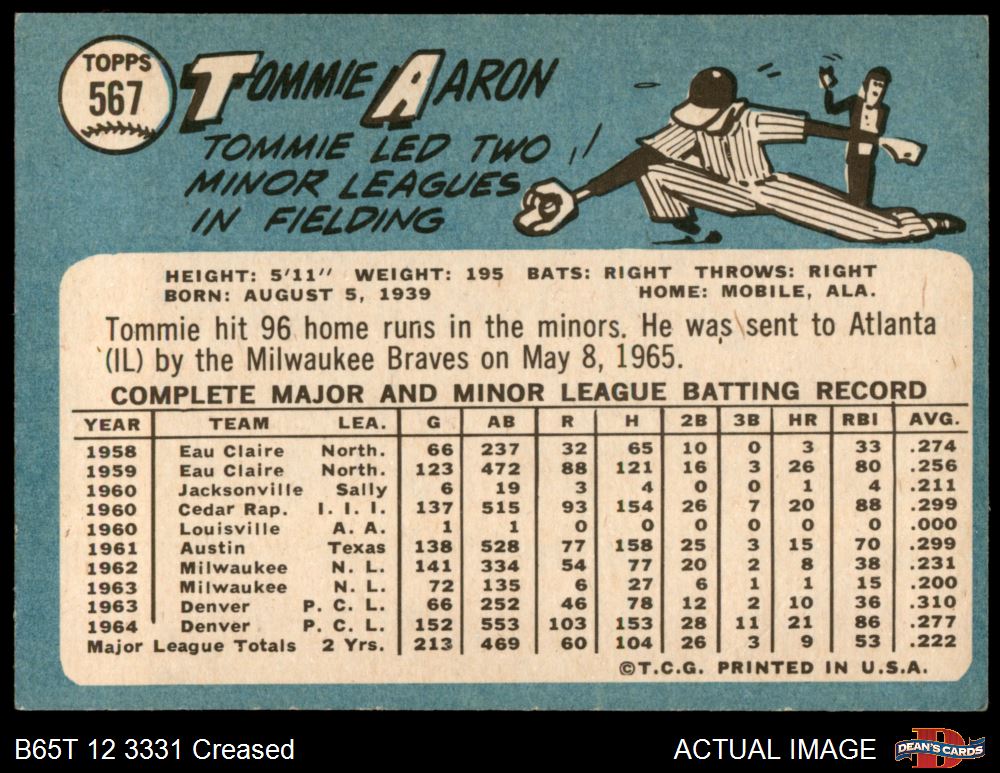 TOPPS
567
TOMMIE AARON
TOMMIE LED TWO
MINOR LEAGUES
IN FIELDING
HEIGHT: 5'11" WEIGHT: 195 BATS: RIGHT THROWS: RIGHT
BORN: AUGUST 5, 1939 HOME: MOBILE, ALA.
Tommie hit 96 home runs in the minors. He was sent to Atlanta
(IL) by the Milwaukee Braves on May 8, 1965.
COMPLETE MAJOR AND MINOR LEAGUE BATTING RECORD
YEAR TEAM LEA. G AB R H 2B 3B HR RBI AVG.
1958 Eau Claire North. 66 237 32 65 10 0 3 33 .274
1959 Eau Claire North. 123 472 88 121 16 3 26 80 .256
1960 Jacksonville Sally 6 19 3 4 0 0 1 4 .211
1960 Cedar Rap. I. I. I. 137 515 93 154 26 7 20 88 .299
1960 Louisville A. A. 1 1 0 0 0 0 0 0 .000
1961 Austin Texas 138 528 77 158 25 3 15 70 .299
1962 Milwaukee N. L. 141 334 54 77 20 2 8 38 .231
1963 Milwaukee N. L. 72 135 6 27 6 1 1 15 .200
1963 Denver P. C. L. 66 252 46 78 12 2 10 36 .310
1964 Denver P. C. L. 152 553 103 153 28 11 21 86 .277
Major League Totals 2 Yrs. 213 469 60 104 26 3 9 53 .222
©T.C.G. PRINTED IN U.S.A.
B65T 12 3331 Creased
ACTUAL IMAGE
D
DEAN'S CARDS